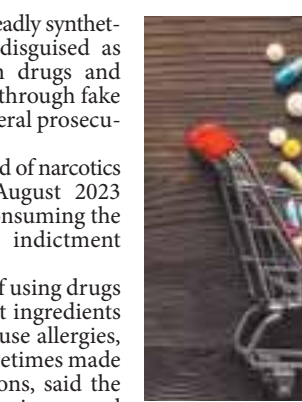 eadly synthet-
disguised as
drugs and
through fake
eral prosecu-
d of narcotics
August 2023
onsuming the
indictment
f using drugs
t ingredients
use allergies,
etimes made
ons, said the